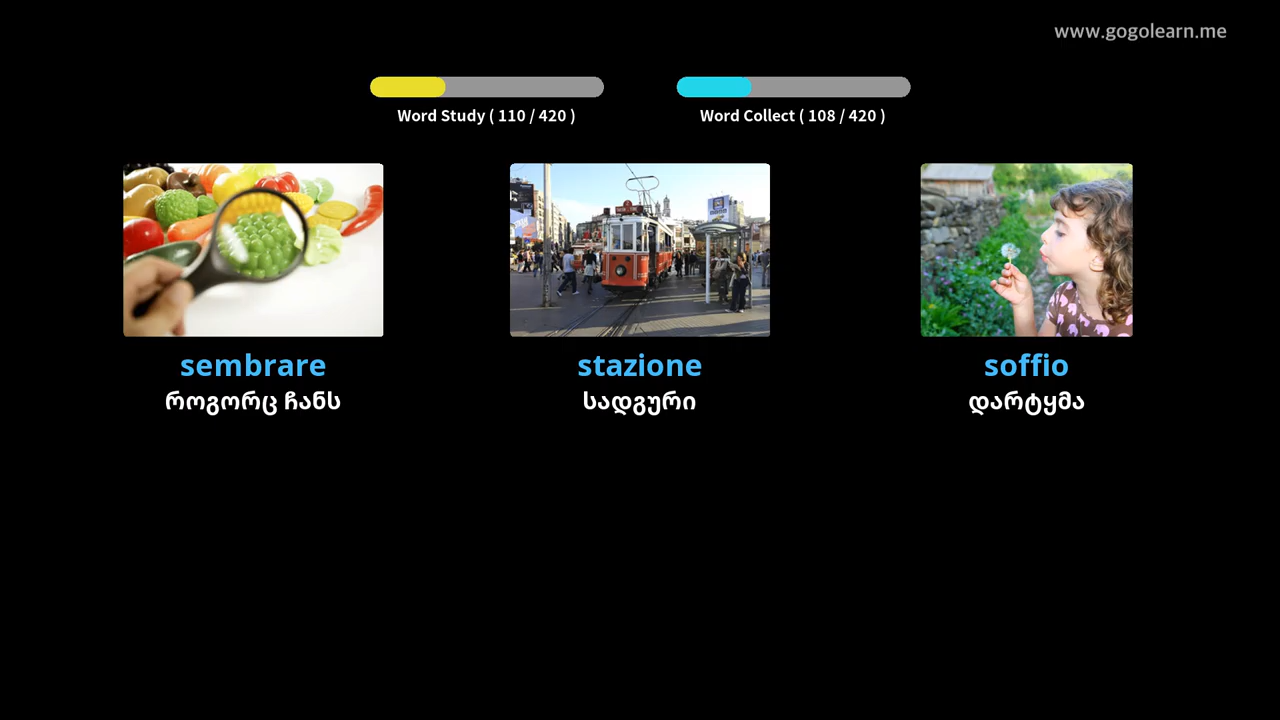 www.gogolearn.me
Word Study ( 110 / 420 )
Word Collect ( 108 / 420 )
sembrare
როგორც ჩანს
stazione
სადგური
soffio
დარტყმა